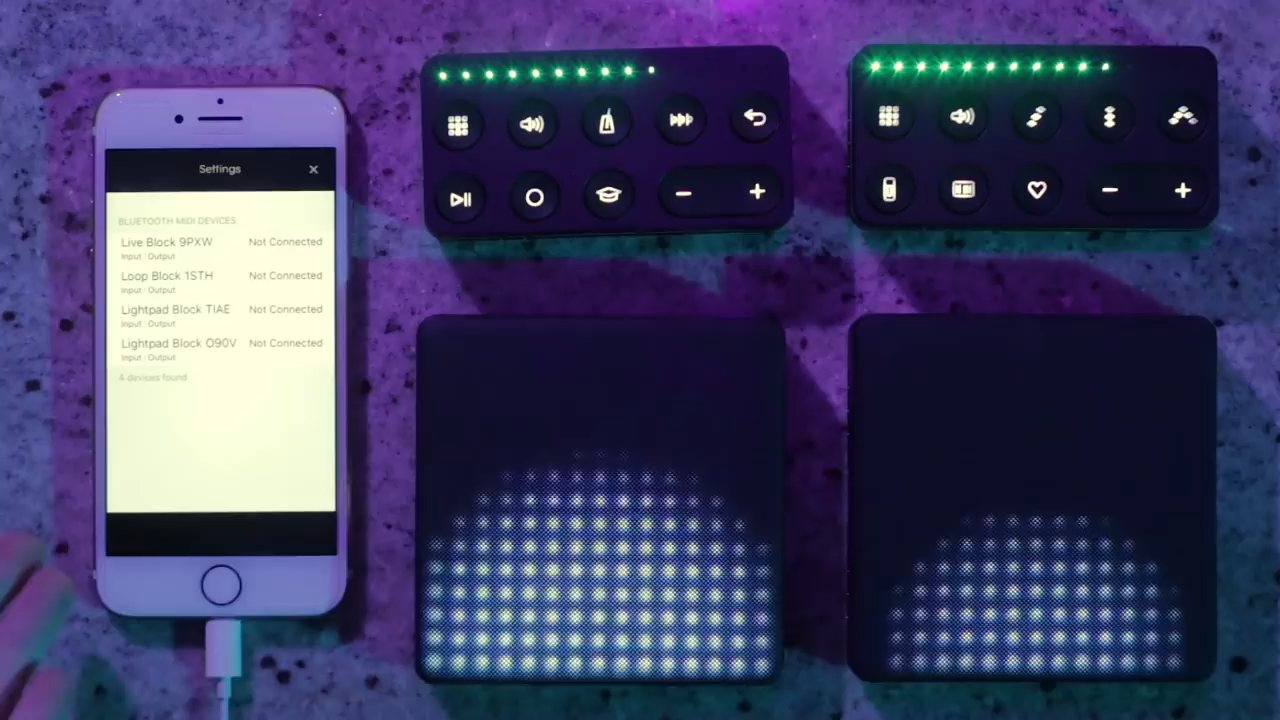 Settings ×
BLUETOOTH MIDI DEVICES
Live Block 9PXW Not Connected
Input : Output
Loop Block 1STH Not Connected
Input : Output
Lightpad Block TIAE Not Connected
Input : Output
Lightpad Block O90V Not Connected
Input : Output
4 devices found